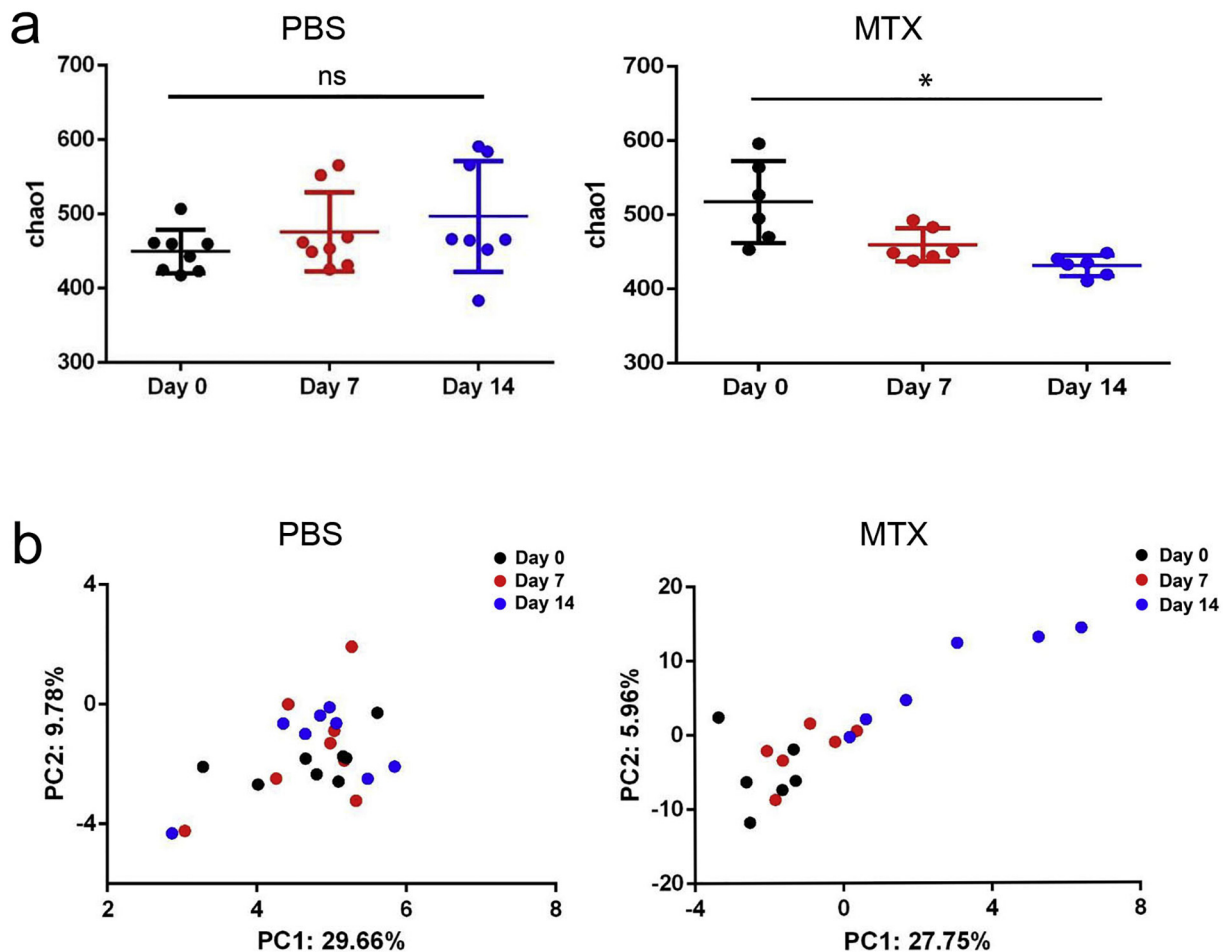 a
PBS
MTX
700
600
500
400
300
chao1
ns
Day 0
Day 7
Day 14
700
600
500
400
300
chao1
*
Day 0
Day 7
Day 14
b
PBS
MTX
Day 0
Day 7
Day 14
4
0
-4
PC2: 9.78%
2
4
6
8
PC1: 29.66%
Day 0
Day 7
Day 14
20
10
0
-10
-20
PC2: 5.96%
-4
0
4
8
PC1: 27.75%